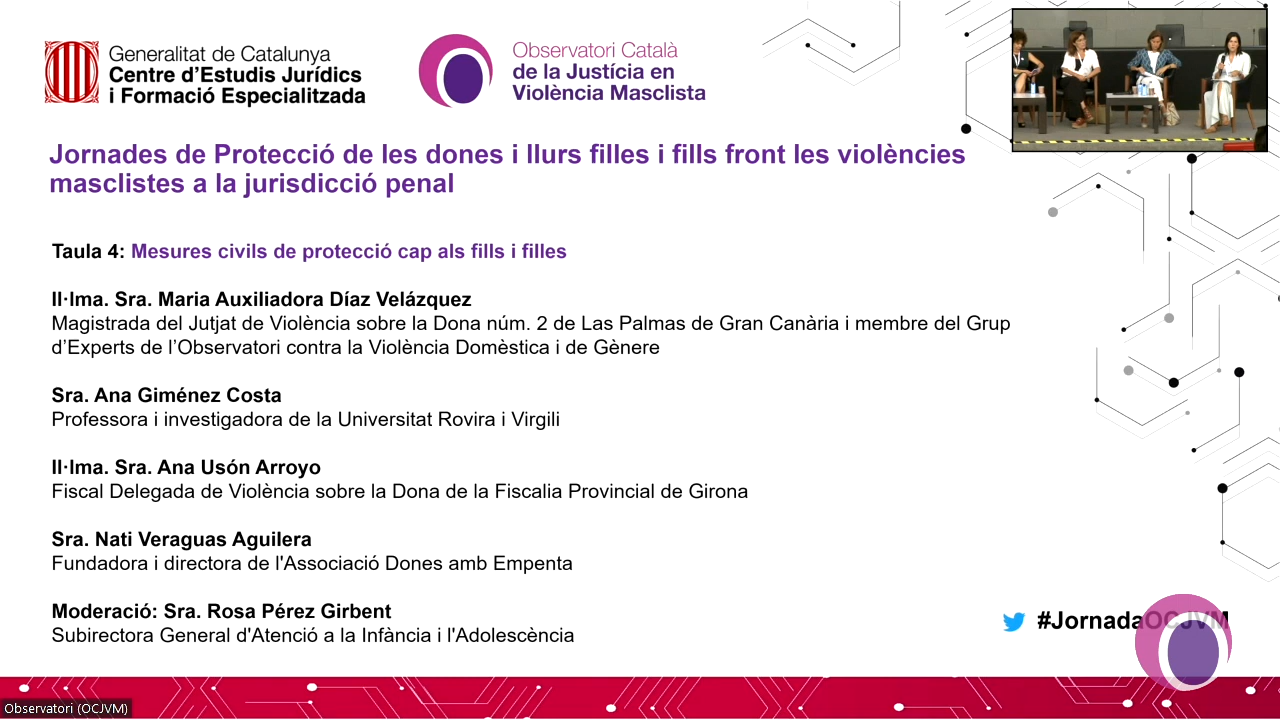 Generalitat de Catalunya
Centre d'Estudis Jurídics
i Formació Especialitzada
Observatori Català
de la Justícia en
Violència Masclista
Jornades de Protecció de les dones i llurs filles i fills front les violències
masclistes a la jurisdicció penal
Taula 4: Mesures civils de protecció cap als fills i filles
Il·lma. Sra. Maria Auxiliadora Díaz Velázquez
Magistrada del Jutjat de Violència sobre la Dona núm. 2 de Las Palmas de Gran Canària i membre del Grup
d’Experts de l’Observatori contra la Violència Domèstica i de Gènere
Sra. Ana Giménez Costa
Professora i investigadora de la Universitat Rovira i Virgili
Il·lma. Sra. Ana Usón Arroyo
Fiscal Delegada de Violència sobre la Dona de la Fiscalia Provincial de Girona
Sra. Nati Veraguas Aguilera
Fundadora i directora de l'Associació Dones amb Empenta
Moderació: Sra. Rosa Pérez Girbent
Subirectora General d'Atenció a la Infància i l'Adolescència
#JornadaOCJVM
Observatori (OCJVM)